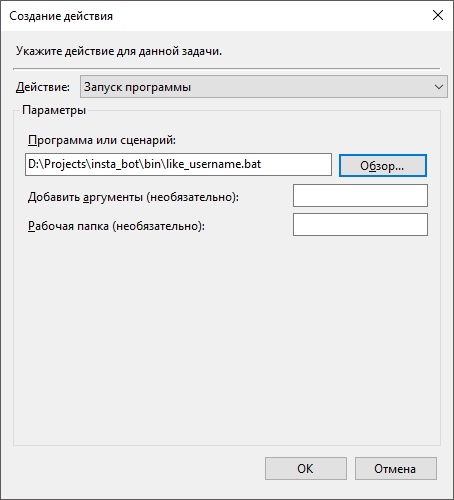 Создание действия
Укажите действие для данной задачи.
Действие: Запуск программы
Параметры
Программа или сценарий:
D:\Projects\insta_bot\bin\like_username.bat Обзор...
Добавить аргументы (необязательно):
Рабочая папка (необязательно):
ОК Отмена